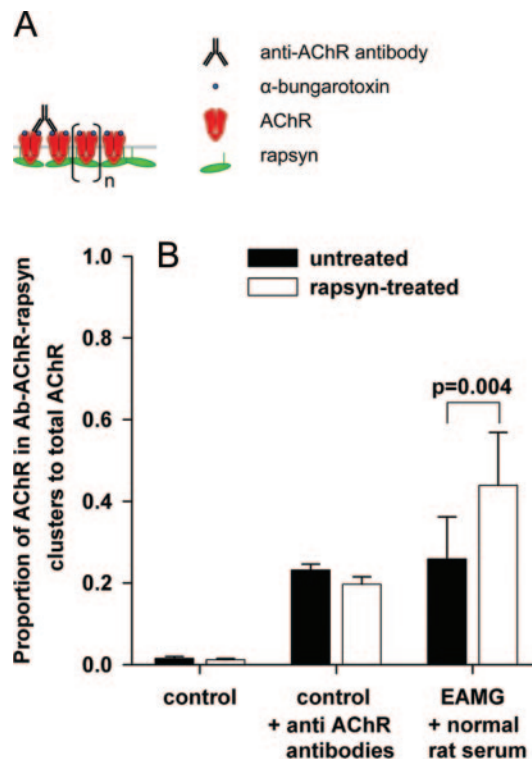 A
anti-AChR antibody
α-bungarotoxin
AChR
rapsyn
n
B
untreated
rapsyn-treated
p=0.004
Proportion of AChR in Ab-AChR-rapsyn
clusters to total AChR
1.0
0.8
0.6
0.4
0.2
0.0
control
control
+ anti AChR
antibodies
EAMG
+ normal
rat serum